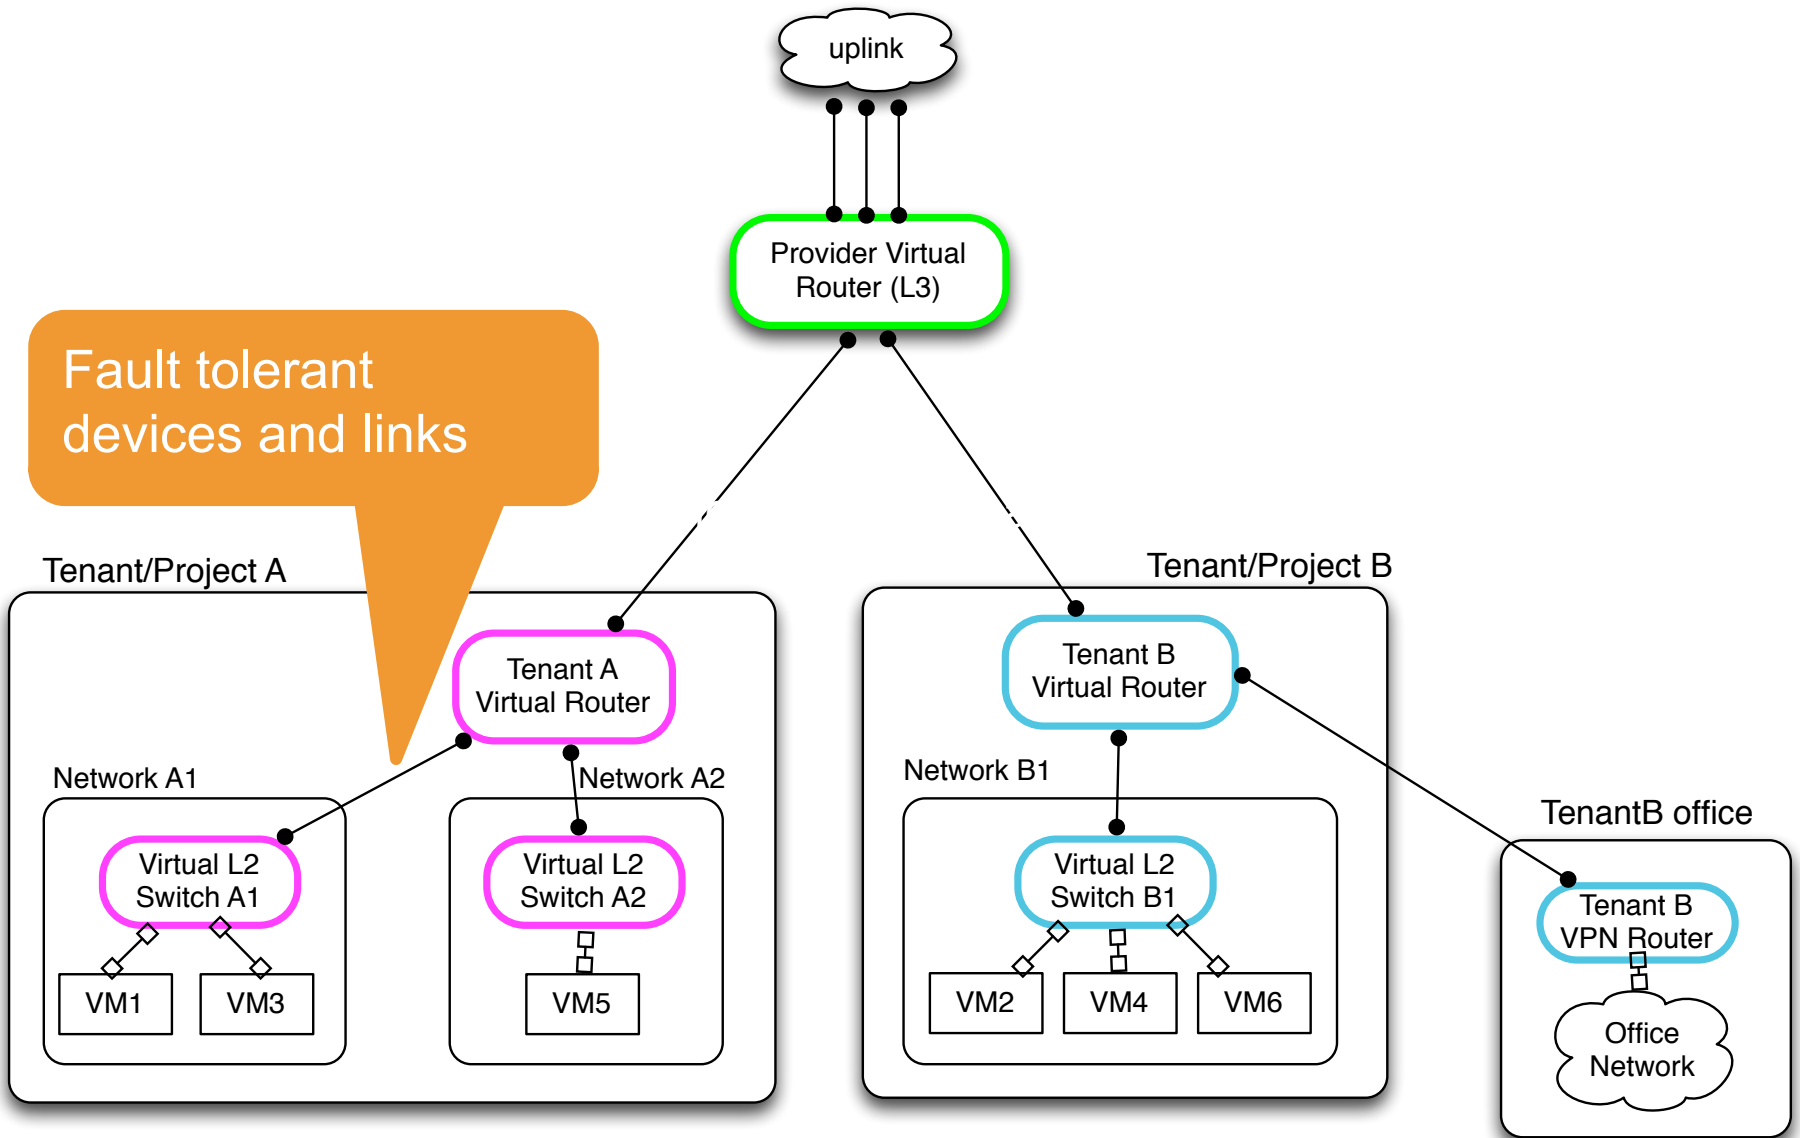 uplink
Provider Virtual
Router (L3)
Fault tolerant
devices and links
Tenant/Project A
Tenant A
Virtual Router
Network A1
Network A2
Virtual L2
Switch A1
Virtual L2
Switch A2
VM1
VM3
VM5
Tenant/Project B
Tenant B
Virtual Router
Network B1
Virtual L2
Switch B1
VM2
VM4
VM6
TenantB office
Tenant B
VPN Router
Office
Network